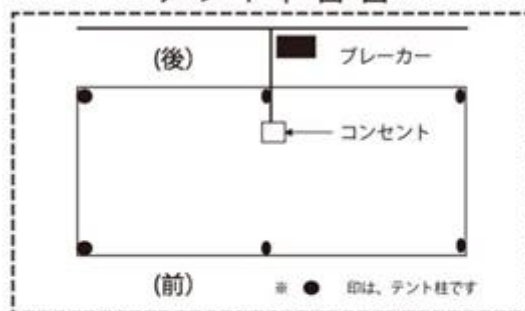 (後)
ブレーカー
コンセント
(前)
※ ● 印は、テント柱です